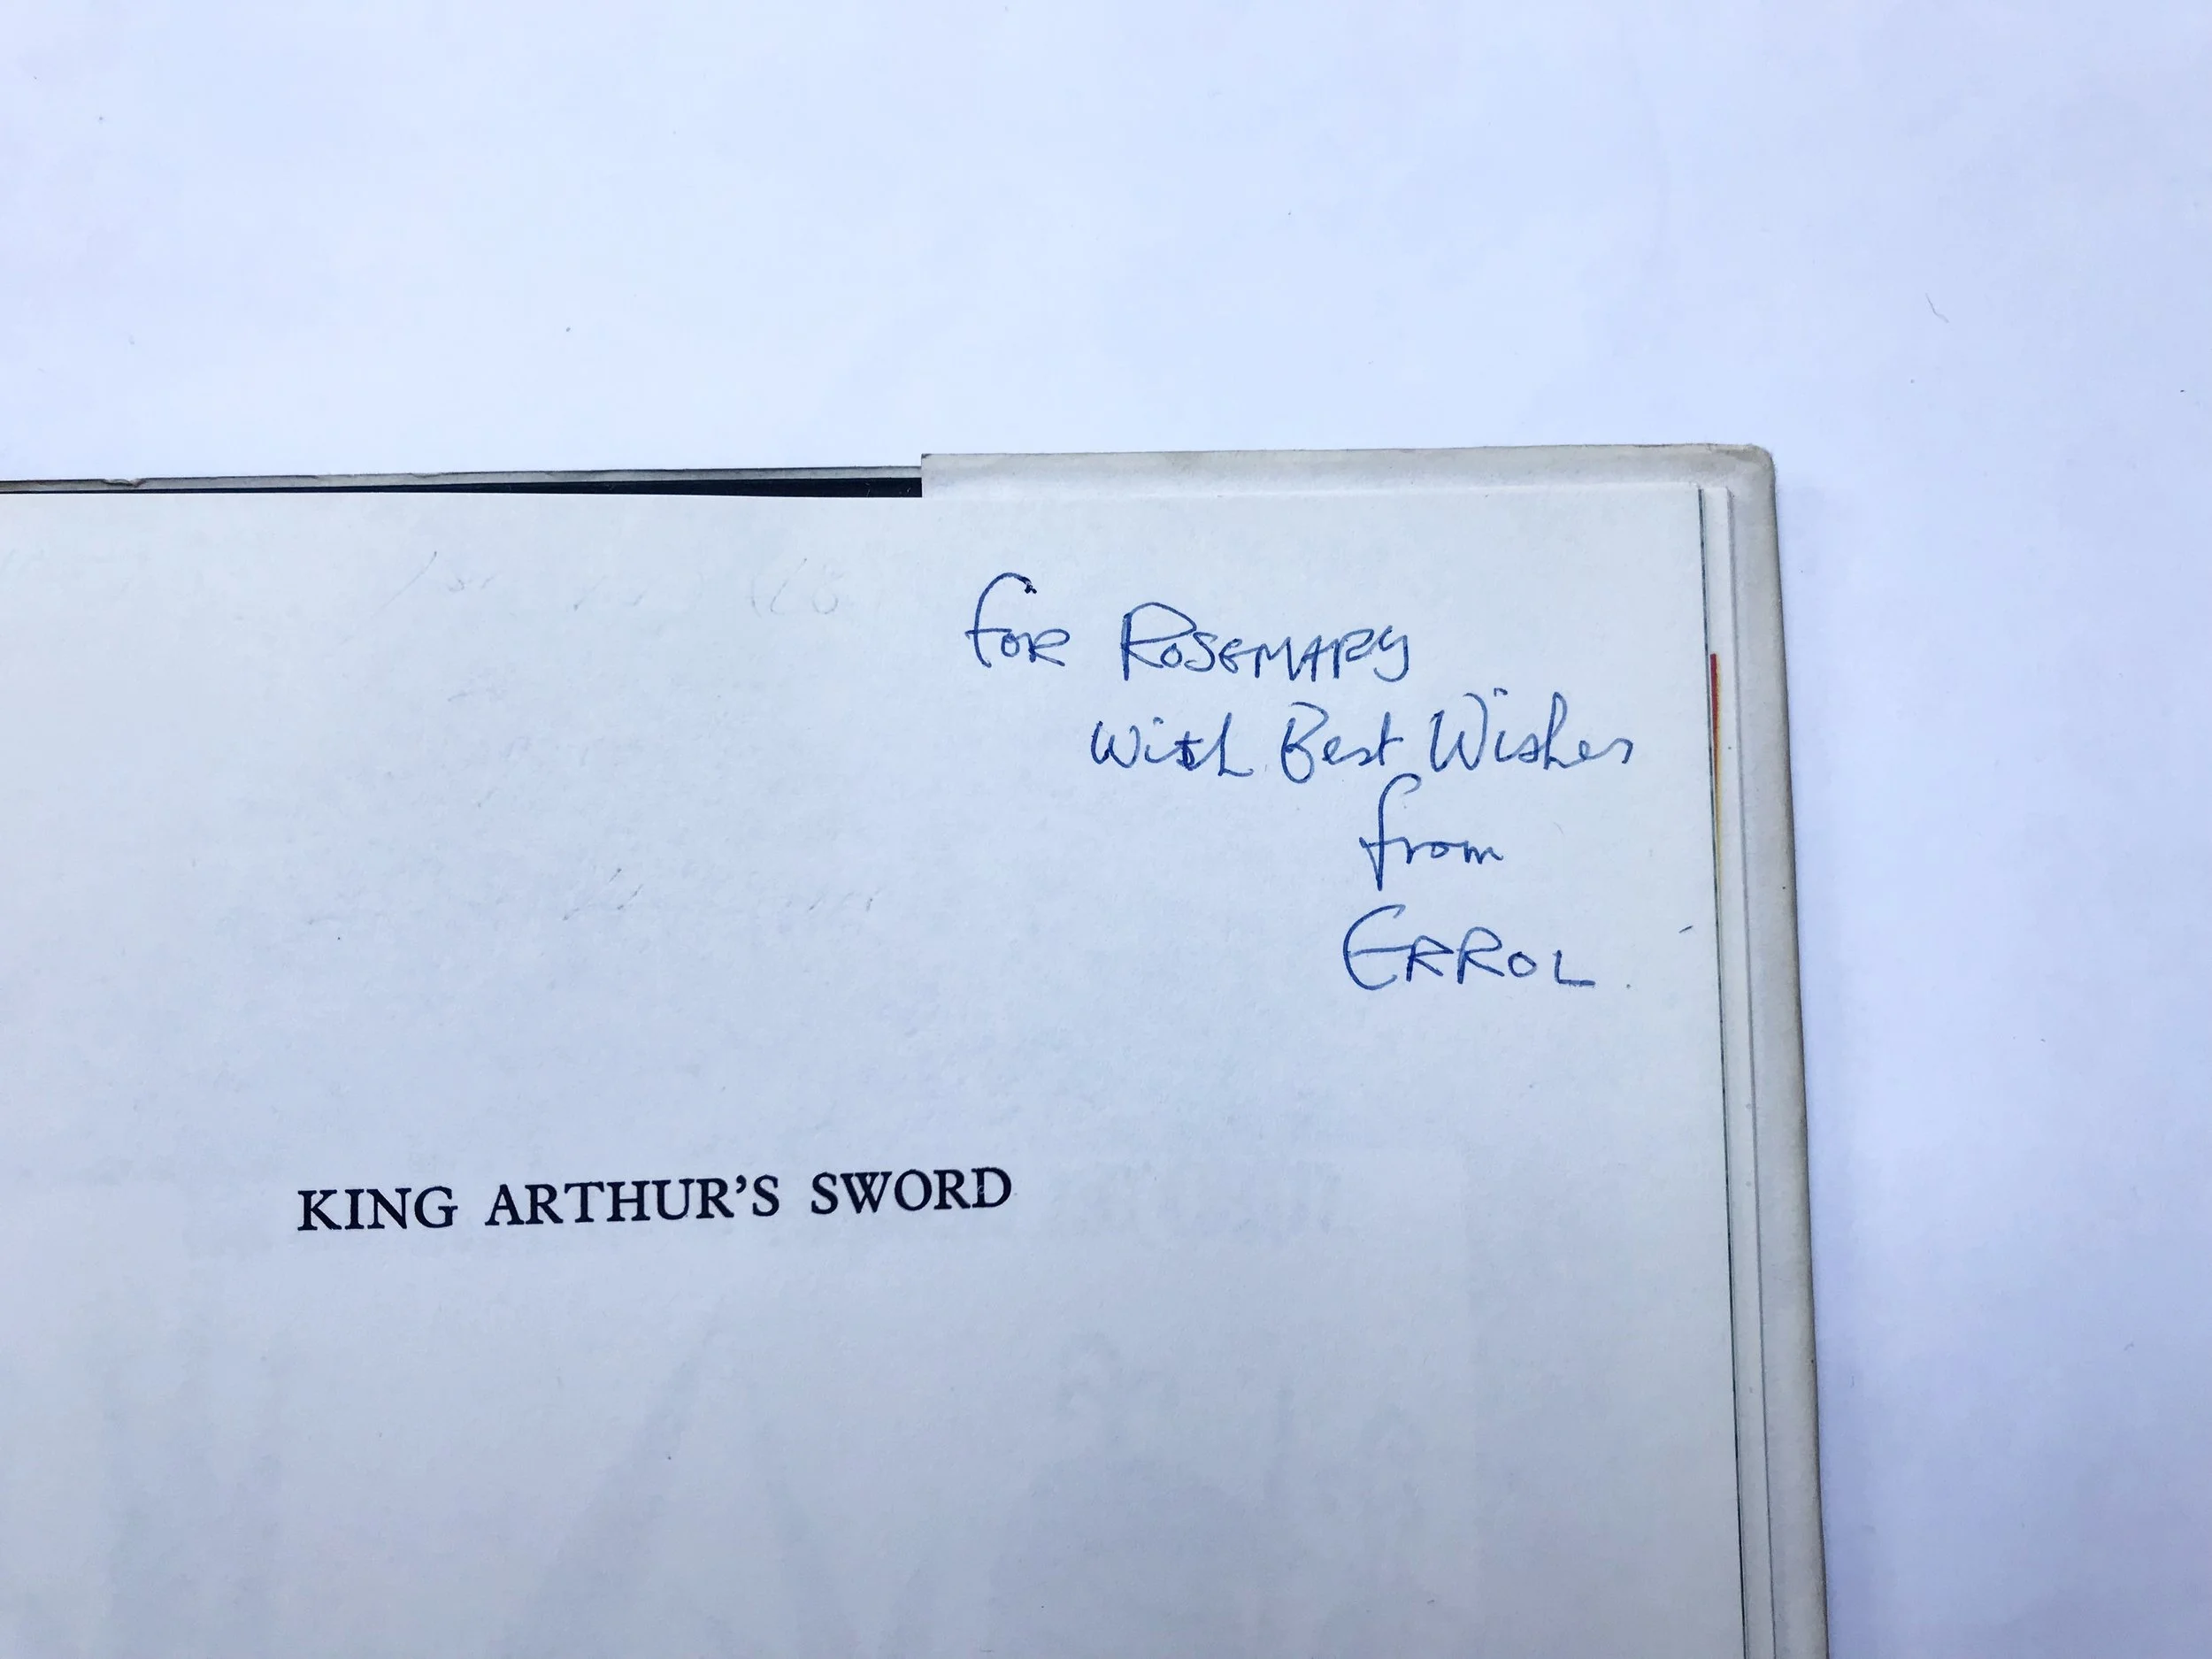 for ROSEMARY
with Best Wishes
from
ERROL.
KING ARTHUR'S SWORD